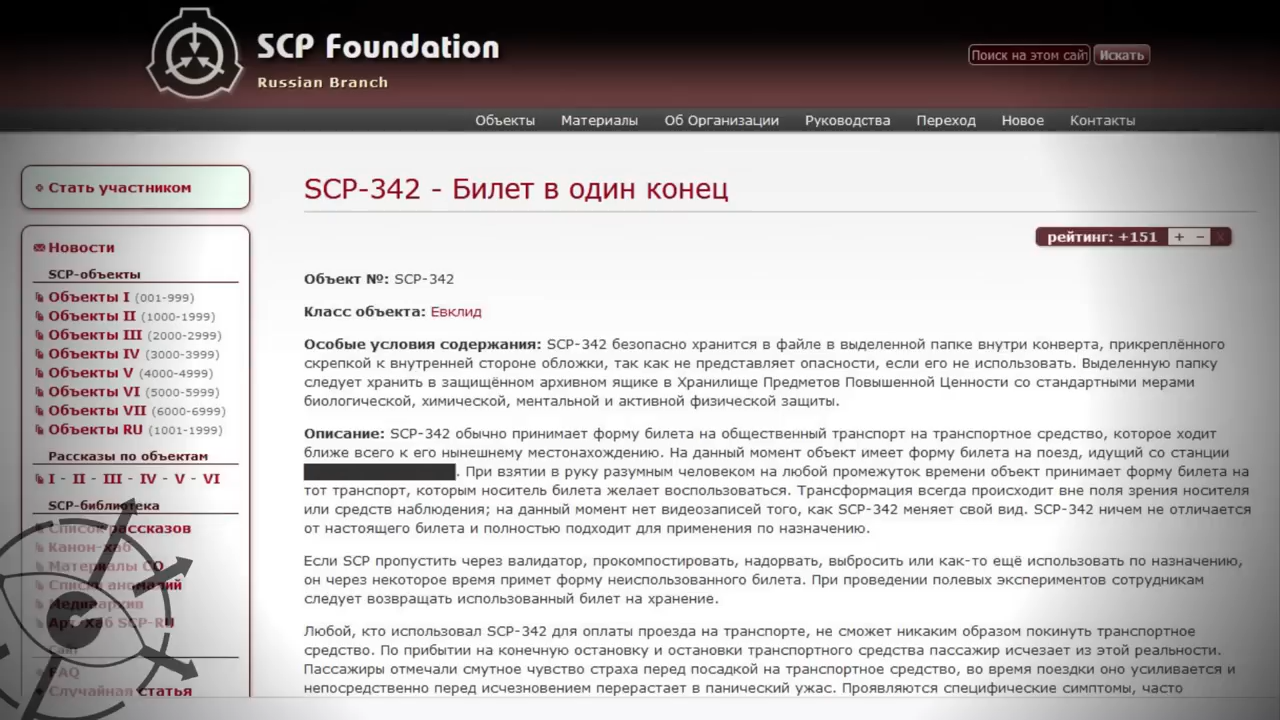 SCP Foundation
Russian Branch
Поиск на этом сай
Искать
Объекты Материалы Об Организации Руководства Переход Новое Контакты
Стать участником
Новости
SCP-объекты
Объекты I (001-999)
Объекты II (1000-1999)
Объекты III (2000-2999)
Объекты IV (3000-3999)
Объекты V (4000-4999)
Объекты VI (5000-5999)
Объекты VII (6000-6999)
Объекты RU (1001-1999)
Рассказы по объектам
I - II - III - IV - V - VI
SCP-библиотека
Список рассказов
Канон-хаб
Материалы СО
Список аномалий
Медиаархив
Арт-хаб SCP-RU
Сайт
FAQ
Случайная статья
SCP-342 - Билет в один конец
рейтинг: +151 + − X
Объект №: SCP-342
Класс объекта: Евклид
Особые условия содержания: SCP-342 безопасно хранится в файле в выделенной папке внутри конверта, прикреплённого
скрепкой к внутренней стороне обложки, так как не представляет опасности, если его не использовать. Выделенную папку
следует хранить в защищённом архивном ящике в Хранилище Предметов Повышенной Ценности со стандартными мерами
биологической, химической, ментальной и активной физической защиты.
Описание: SCP-342 обычно принимает форму билета на общественный транспорт на транспортное средство, которое ходит
ближе всего к его нынешнему местонахождению. На данный момент объект имеет форму билета на поезд, идущий со станции
. При взятии в руку разумным человеком на любой промежуток времени объект принимает форму билета на
тот транспорт, которым носитель билета желает воспользоваться. Трансформация всегда происходит вне поля зрения носителя
или средств наблюдения; на данный момент нет видеозаписей того, как SCP-342 меняет свой вид. SCP-342 ничем не отличается
от настоящего билета и полностью подходит для применения по назначению.
Если SCP пропустить через валидатор, прокомпостировать, надорвать, выбросить или как-то ещё использовать по назначению,
он через некоторое время примет форму неиспользованного билета. При проведении полевых экспериментов сотрудникам
следует возвращать использованный билет на хранение.
Любой, кто использовал SCP-342 для оплаты проезда на транспорте, не сможет никаким образом покинуть транспортное
средство. По прибытии на конечную остановку и остановки транспортного средства пассажир исчезает из этой реальности.
Пассажиры отмечали смутное чувство страха перед посадкой на транспортное средство, во время поездки оно усиливается и
непосредственно перед исчезновением перерастает в панический ужас. Проявляются специфические симптомы, часто